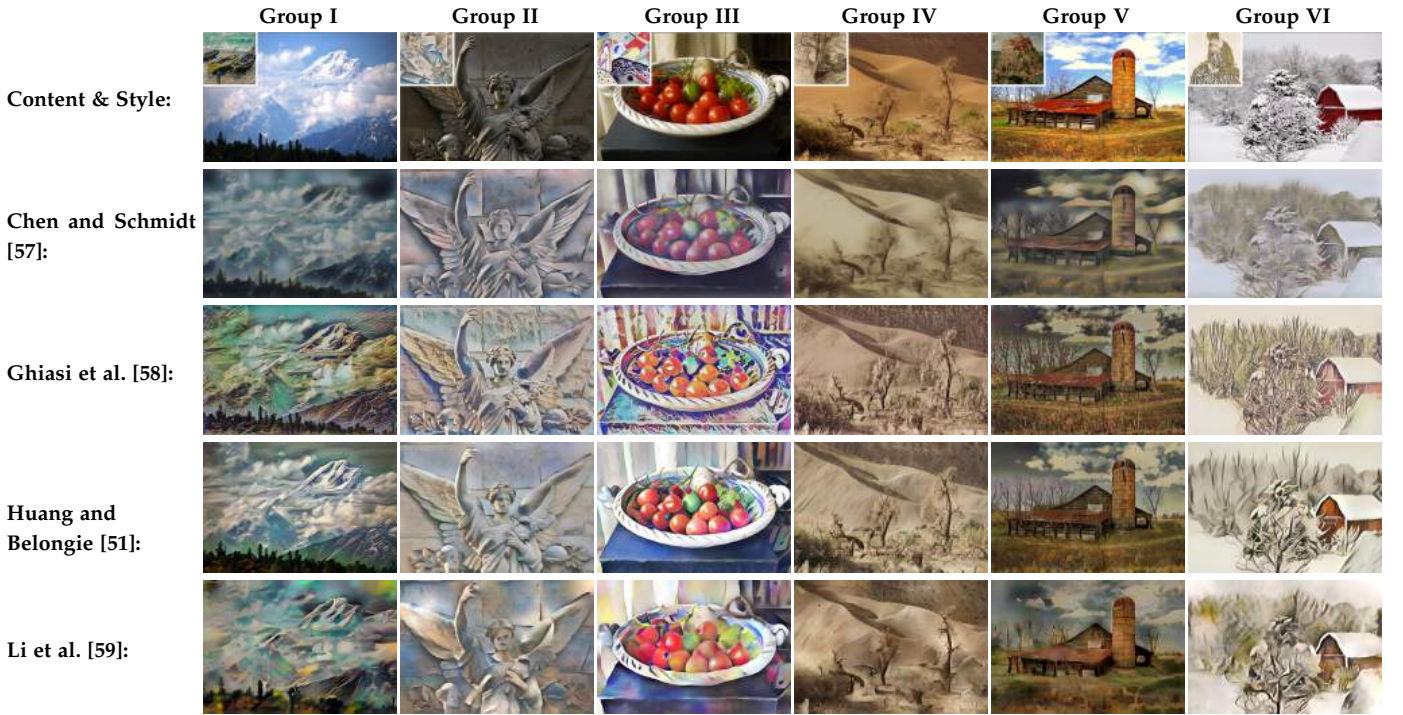 Group I Group II Group III Group IV Group V Group VI
Content & Style:
Chen and Schmidt
[57]:
Ghiasi et al. [58]:
Huang and
Belongie [51]:
Li et al. [59]: